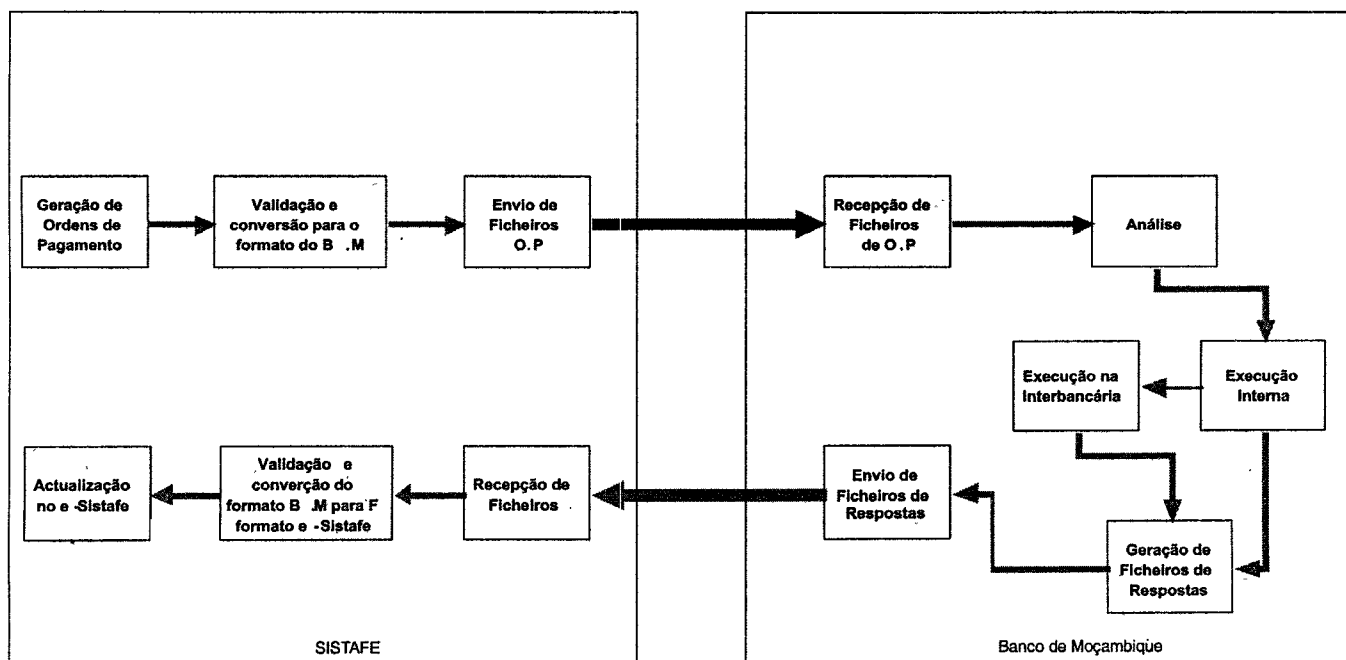 Geração de
Ordens de
Pagamento
Validação e
conversão para o
formato do B .M
Envio de
Ficheiros
O.P
Recepção de
Ficheiros
de O.P
Análise
Execução na
Interbancária
Execução
Interna
Actualização
no e -Sistafe
Validação e
converção do
formato B .M para F
formato e -Sistafe
Recepção de
Ficheiros
Envio de
Ficheiros de
Respostas
Geração de
Ficheiros de
Respostas
SISTAFE
Banco de Moçambique